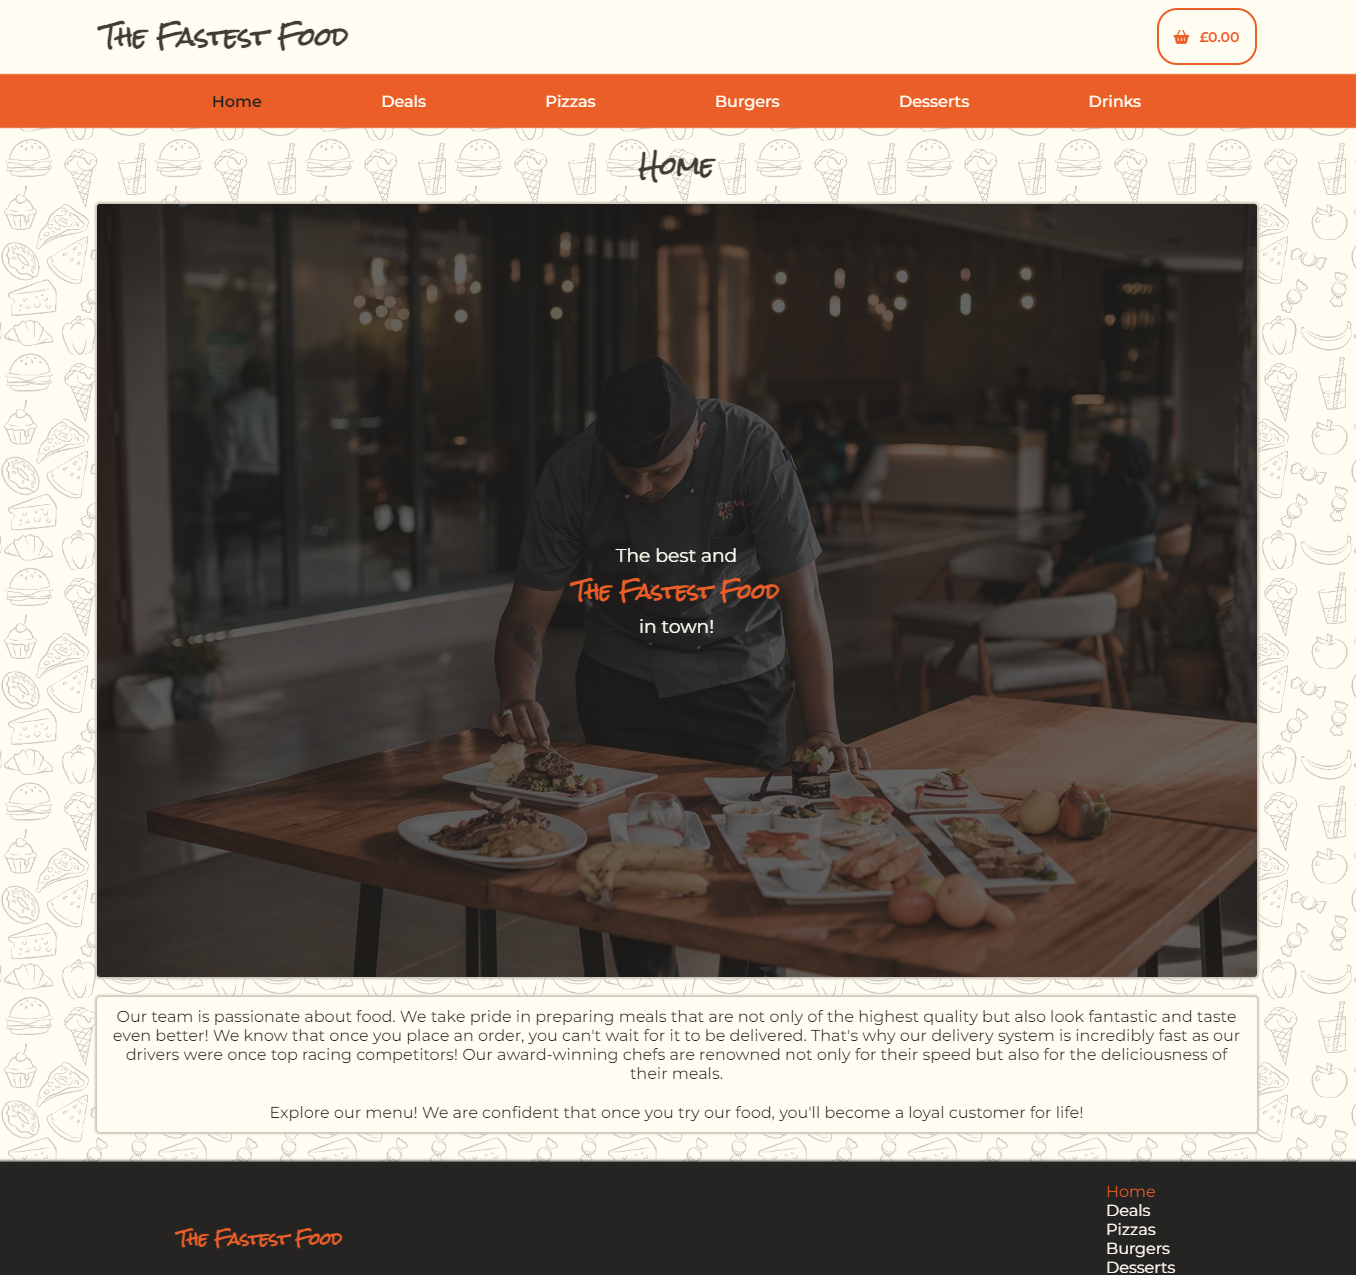 The Fastest Food
£0.00
Home
Deals
Pizzas
Burgers
Desserts
Drinks
Home
The best and
The Fastest Food
in town!
Our team is passionate about food. We take pride in preparing meals that are not only of the highest quality but also look fantastic and taste
even better! We know that once you place an order, you can't wait for it to be delivered. That's why our delivery system is incredibly fast as our
drivers were once top racing competitors! Our award-winning chefs are renowned not only for their speed but also for the deliciousness of
their meals.
Explore our menu! We are confident that once you try our food, you'll become a loyal customer for life!
Home
Deals
Pizzas
The Fastest Food
Burgers
Desserts